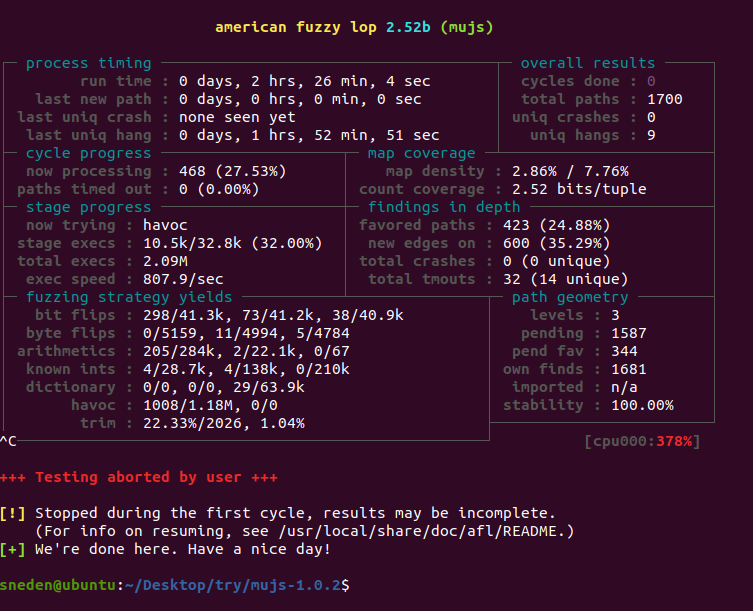 american fuzzy lop 2.52b (mujs)
process timing
overall results
run time : 0 days, 2 hrs, 26 min, 4 sec
cycles done : 0
last new path : 0 days, 0 hrs, 0 min, 0 sec
total paths : 1700
last uniq crash : none seen yet
uniq crashes : 0
last uniq hang : 0 days, 1 hrs, 52 min, 51 sec
uniq hangs : 9
cycle progress
map coverage
now processing : 468 (27.53%)
map density : 2.86% / 7.76%
paths timed out : 0 (0.00%)
count coverage : 2.52 bits/tuple
stage progress
findings in depth
now trying : havoc
favored paths : 423 (24.88%)
stage execs : 10.5k/32.8k (32.00%)
new edges on : 600 (35.29%)
total execs : 2.09M
total crashes : 0 (0 unique)
exec speed : 807.9/sec
total tmouts : 32 (14 unique)
fuzzing strategy yields
path geometry
bit flips : 298/41.3k, 73/41.2k, 38/40.9k
levels : 3
byte flips : 0/5159, 11/4994, 5/4784
pending : 1587
arithmetics : 205/284k, 2/22.1k, 0/67
pend fav : 344
known ints : 4/28.7k, 4/138k, 0/210k
own finds : 1681
dictionary : 0/0, 0/0, 29/63.9k
imported : n/a
havoc : 1008/1.18M, 0/0
stability : 100.00%
trim : 22.33%/2026, 1.04%
^C
[cpu000:378%]
+++ Testing aborted by user +++
[!] Stopped during the first cycle, results may be incomplete.
(For info on resuming, see /usr/local/share/doc/afl/README.)
[+] We're done here. Have a nice day!
sneden@ubuntu:~/Desktop/try/mujs-1.0.2$